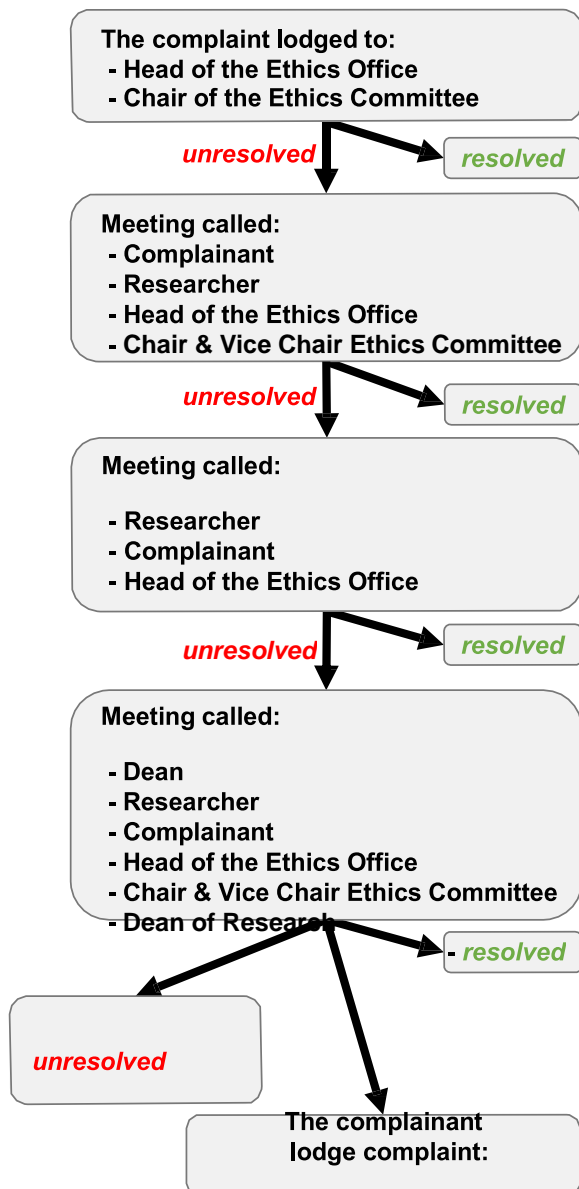 The complaint lodged to:
- Head of the Ethics Office
- Chair of the Ethics Committee
unresolved
resolved
Meeting called:
- Complainant
- Researcher
- Head of the Ethics Office
- Chair & Vice Chair Ethics Committee
unresolved
resolved
Meeting called:
- Researcher
- Complainant
- Head of the Ethics Office
unresolved
resolved
Meeting called:
- Dean
- Researcher
- Complainant
- Head of the Ethics Office
- Chair & Vice Chair Ethics Committee
- Dean of Research
- resolved
unresolved
The complainant
lodge complaint: